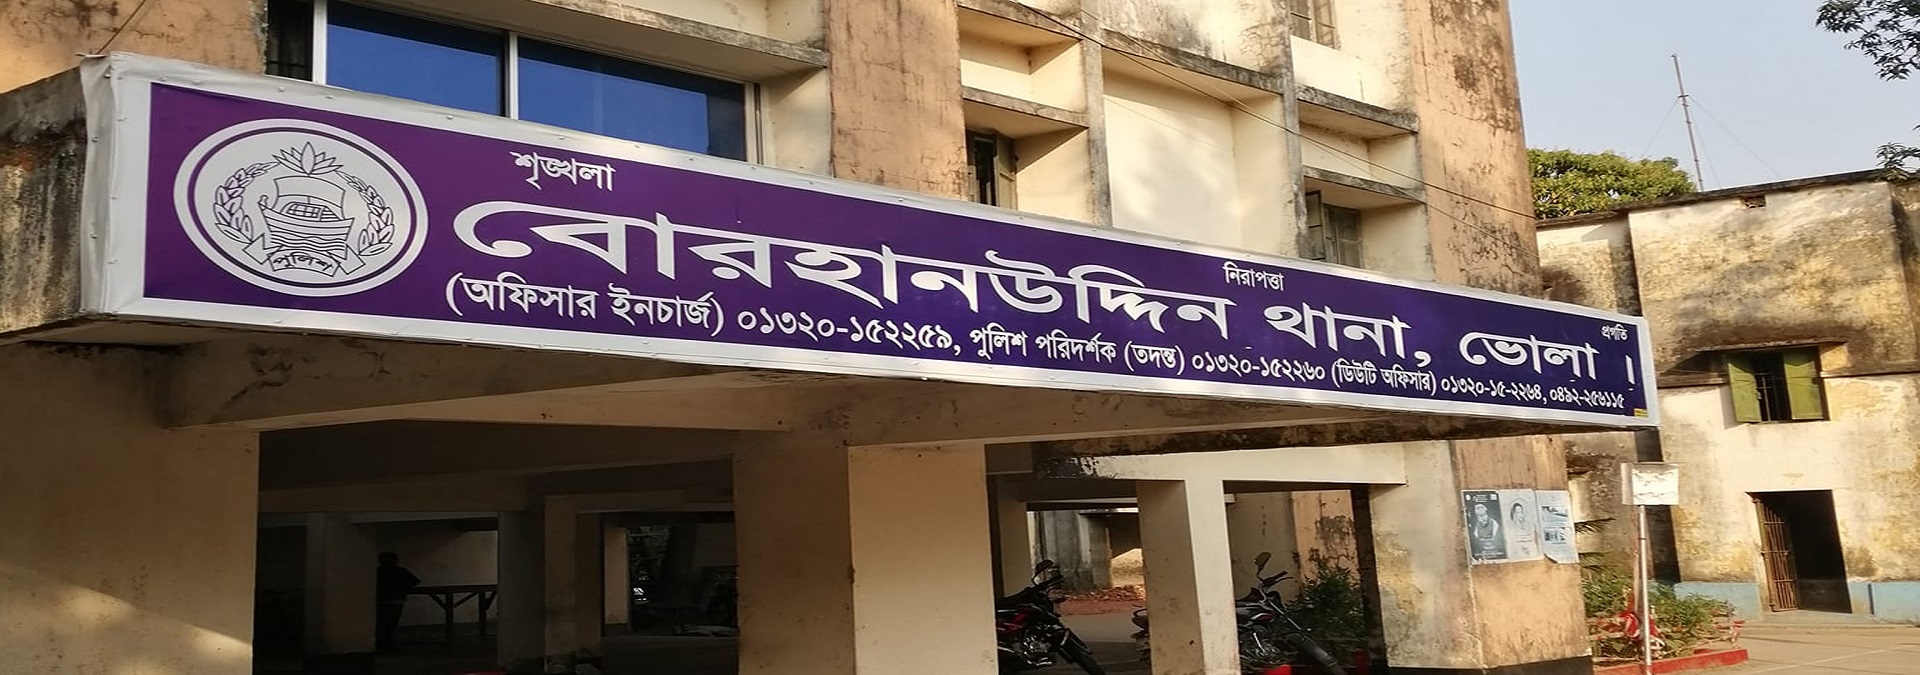 শৃঙ্খলা নিরাপত্তা প্রগতি
বোরহানউদ্দিন থানা, ভোলা ।
(অফিসার ইনচার্জ) ০১৩২০-১৫২২৫৯, পুলিশ পরিদর্শক (তদন্ত) ০১৩২০-১৫২২৬০ (ডিউটি অফিসার) ০১৩২০-১৫-২২৬৪, ০৪৯২-২৫৬১১৫
পুলিশ